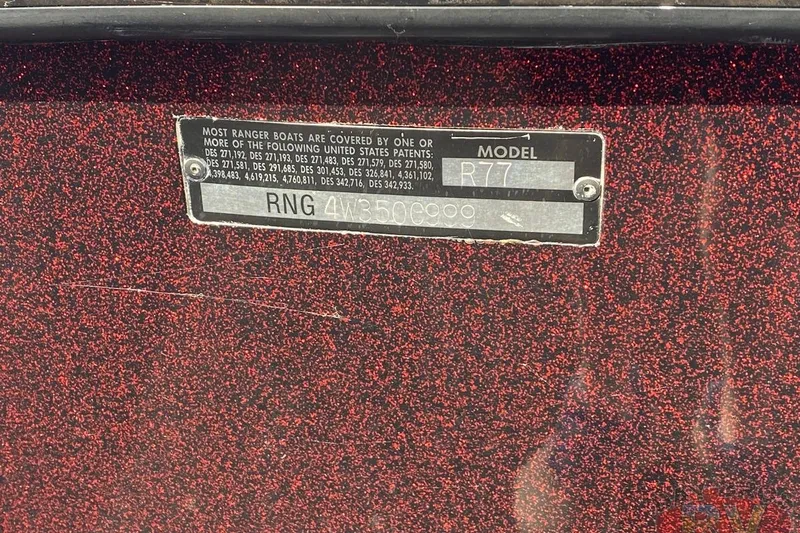 MOST RANGER BOATS ARE COVERED BY ONE OR
MORE OF THE FOLLOWING UNITED STATES PATENTS:
DES 271,192, DES 271,193, DES 271,483, DES 271,579, DES 271,580,
DES 271,581, DES 291,685, DES 301,453, DES 326,841, 4,361,102,
4,398,483, 4,619,215, 4,760,811, DES 342,716, DES 342,933.
MODEL
R77
RNG 4W350C999